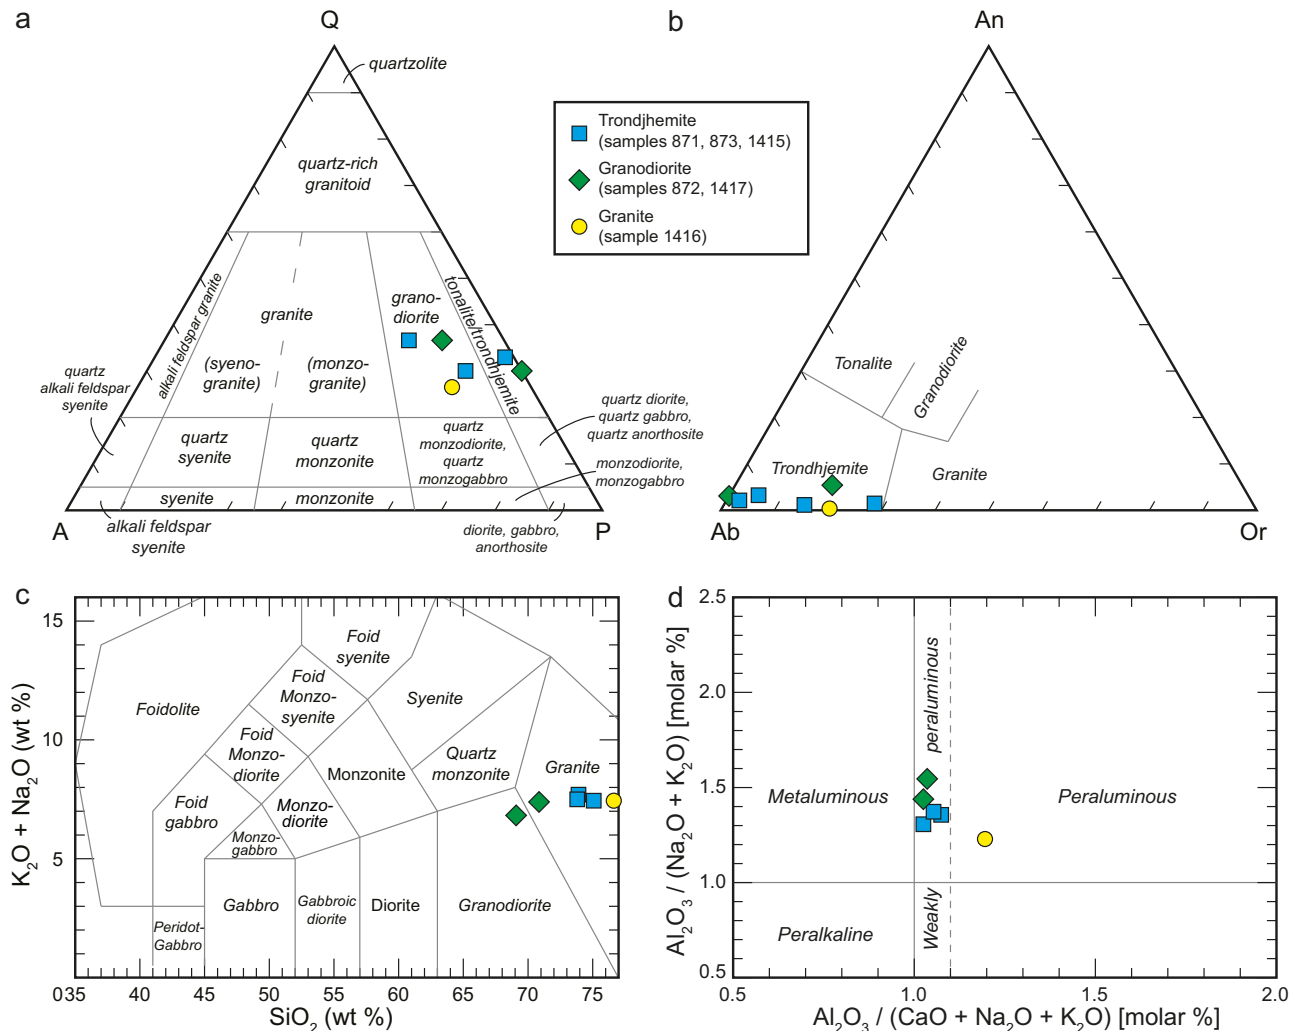 a
Q
quartzolite
quartz-rich
granitoid
alkali feldspar granite
granite
(syeno-
granite)
(monzo-
granite)
grano-
diorite
tonalite/trondhjemite
quartz
alkali feldspar
syenite
quartz
syenite
quartz
monzonite
quartz
monzodiorite,
quartz
monzogabbro
quartz diorite,
quartz gabbro,
quartz anorthosite
monzodiorite,
monzogabbro
syenite
monzonite
A
P
alkali feldspar
syenite
diorite, gabbro,
anorthosite
Trondjhemite
(samples 871, 873, 1415)
Granodiorite
(samples 872, 1417)
Granite
(sample 1416)
b
An
Tonalite
Granodiorite
Trondhjemite
Granite
Ab
Or
c
K2O + Na2O (wt %)
15
10
5
035
40
45
50
55
60
65
70
75
SiO2 (wt %)
Foid
syenite
Foid
Monzo-
syenite
Foidolite
Syenite
Foid
Monzo-
diorite
Monzonite
Quartz
monzonite
Granite
Foid
gabbro
Monzo-
diorite
Monzo-
gabbro
Peridot-
Gabbro
Gabbro
Gabbroic
diorite
Diorite
Granodiorite
d
Al2O3 / (Na2O + K2O) [molar %]
2.5
2.0
1.5
1.0
0.5
0.5
1.0
1.5
2.0
Al2O3 / (CaO + Na2O + K2O) [molar %]
Metaluminous
Weakly
peraluminous
Peraluminous
Peralkaline